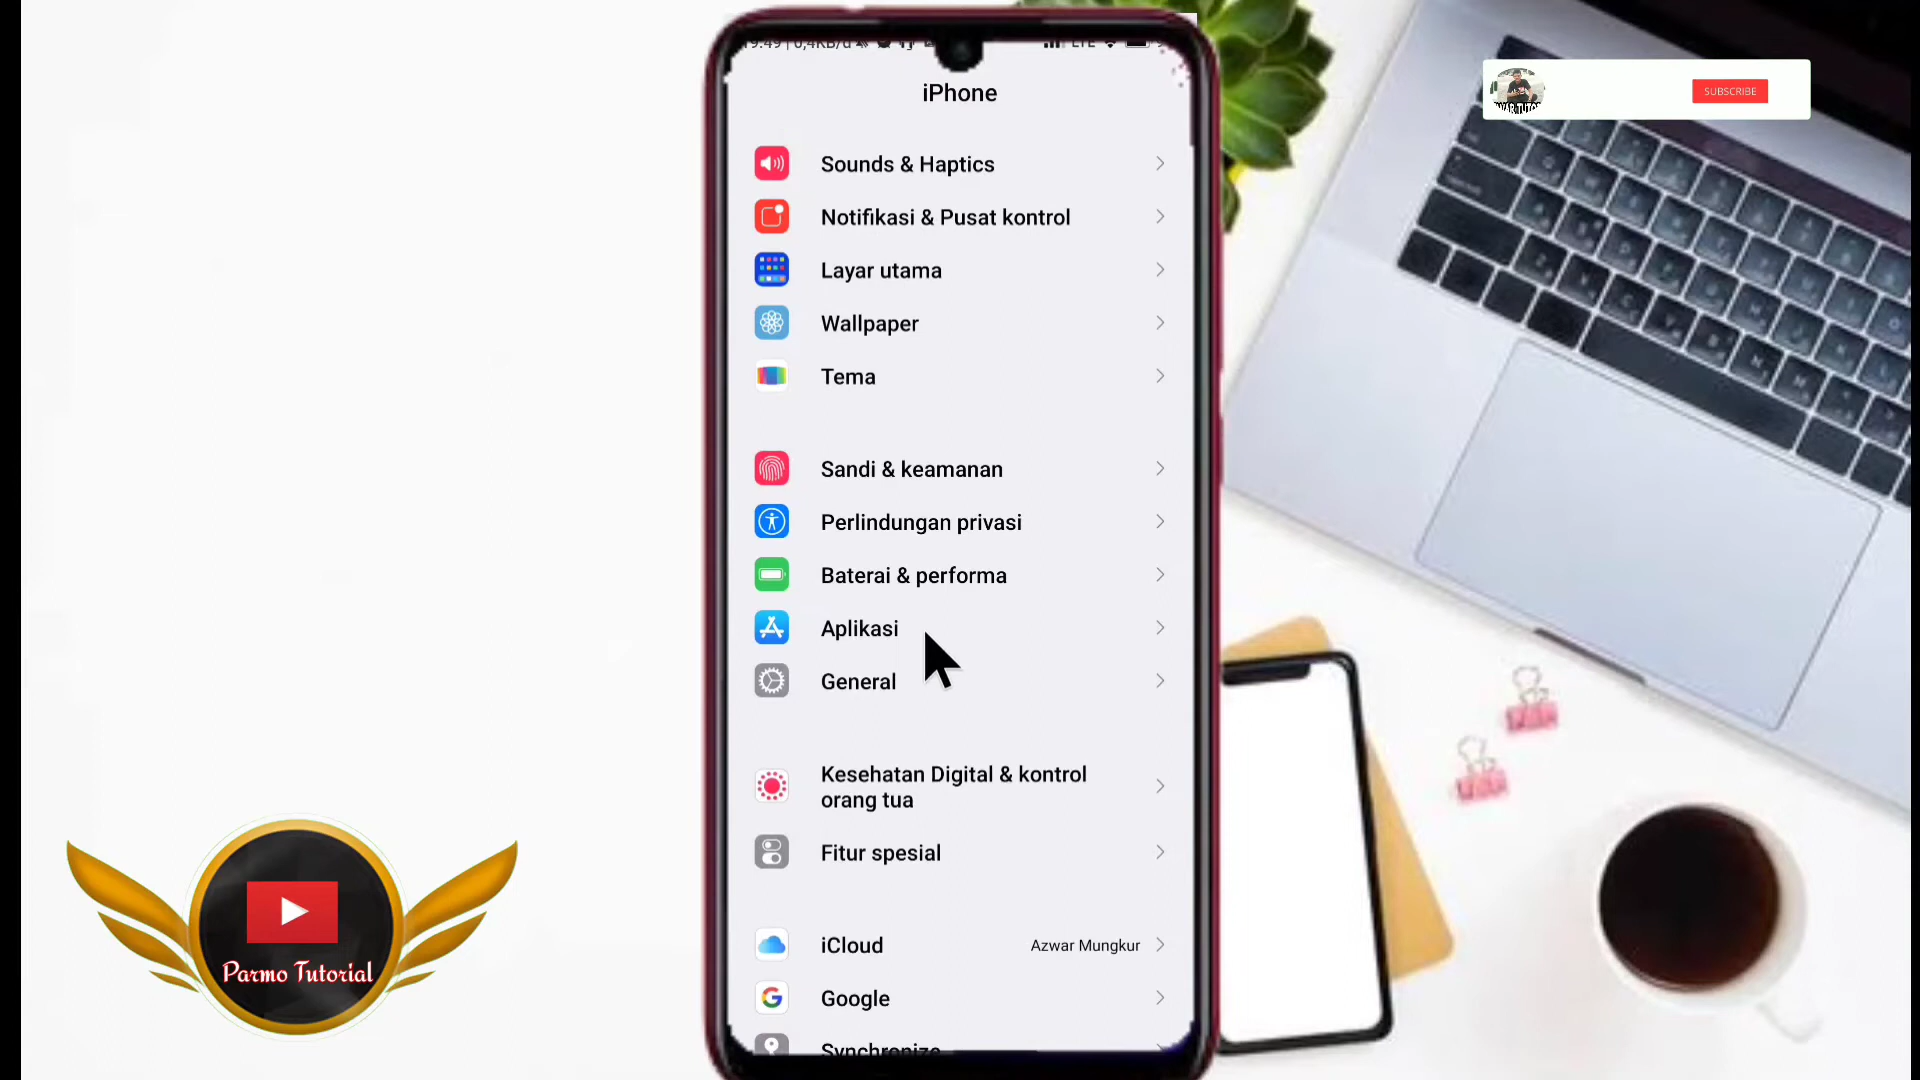 iPhone
SUBSCRIBE
Sounds & Haptics
Notifikasi & Pusat kontrol
Layar utama
Wallpaper
Tema
Sandi & keamanan
Perlindungan privasi
Baterai & performa
Aplikasi
General
Kesehatan Digital & kontrol
orang tua
Fitur spesial
iCloud Azwar Mungkur
Google
Synchronize
Parmo Tutorial